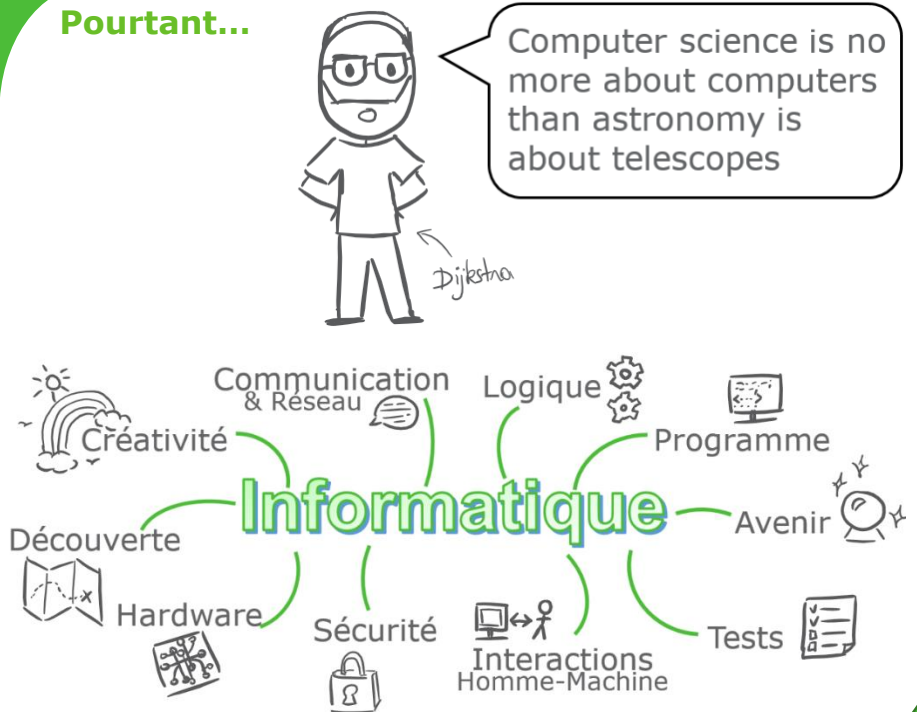 Pourtant...
Computer science is no
more about computers
than astronomy is
about telescopes
Dijkstra
Communication
& Réseau
Logique
Créativité
Programme
Informatique
Découverte
Avenir
Hardware
Sécurité
Interactions
Homme-Machine
Tests